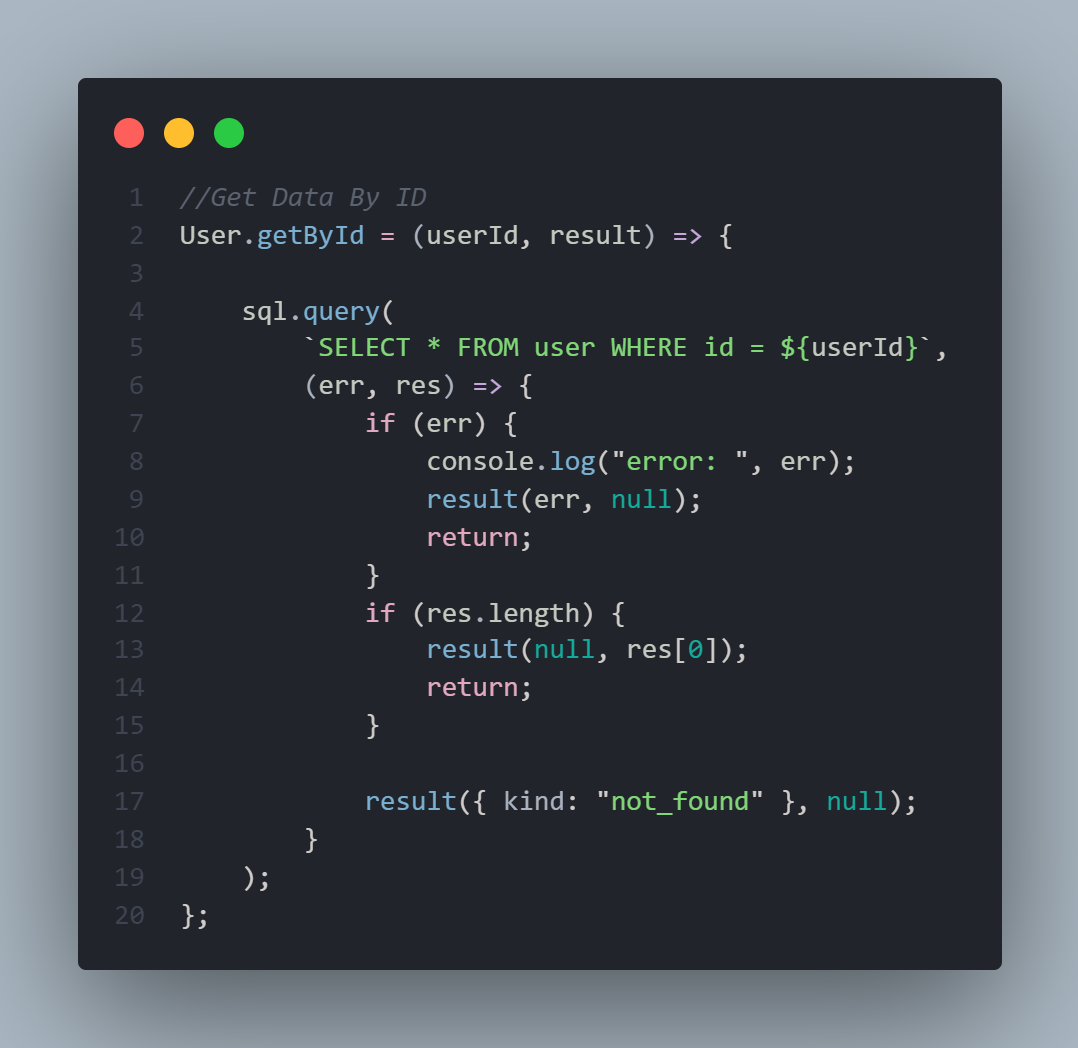 1 //Get Data By ID
2 User.getById = (userId, result) => {
3
4     sql.query(
5         `SELECT * FROM user WHERE id = ${userId}`,
6         (err, res) => {
7             if (err) {
8                 console.log("error: ", err);
9                 result(err, null);
10                 return;
11             }
12             if (res.length) {
13                 result(null, res[0]);
14                 return;
15             }
16
17             result({ kind: "not_found" }, null);
18         }
19     );
20 };